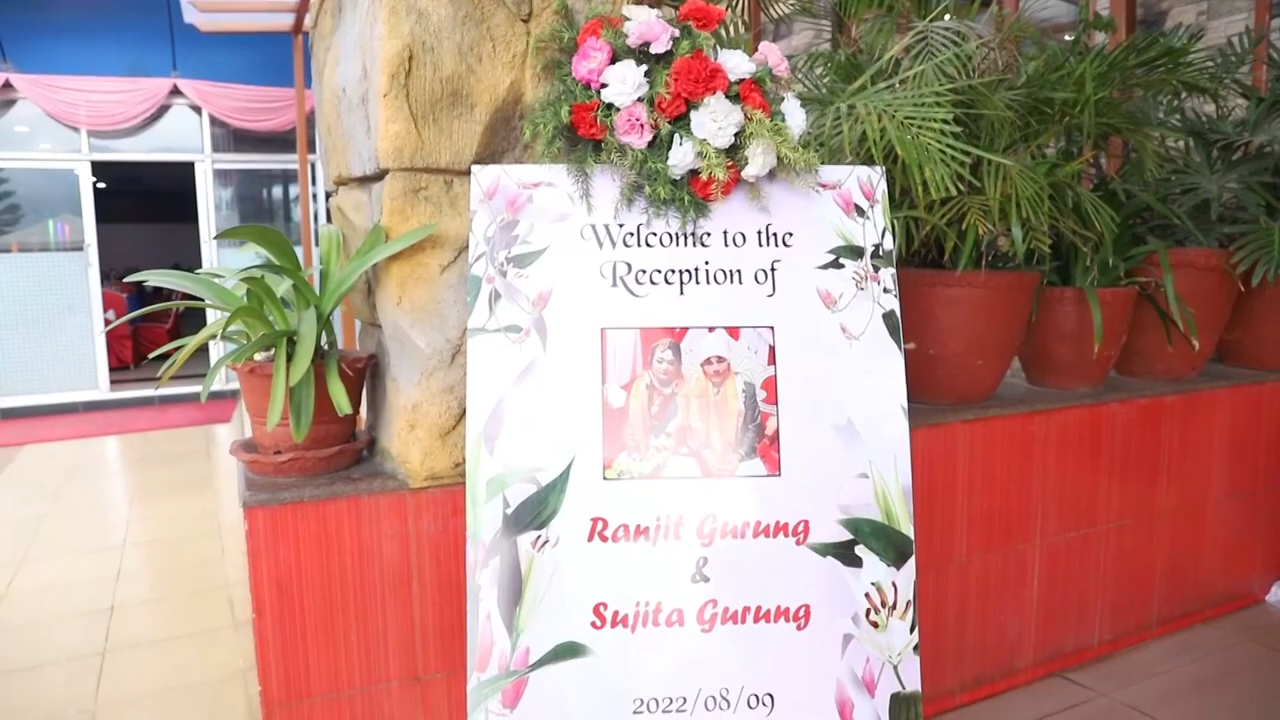 Welcome to the
Reception of
Ranjit Gurung
&
Sujita Gurung
2022/08/09